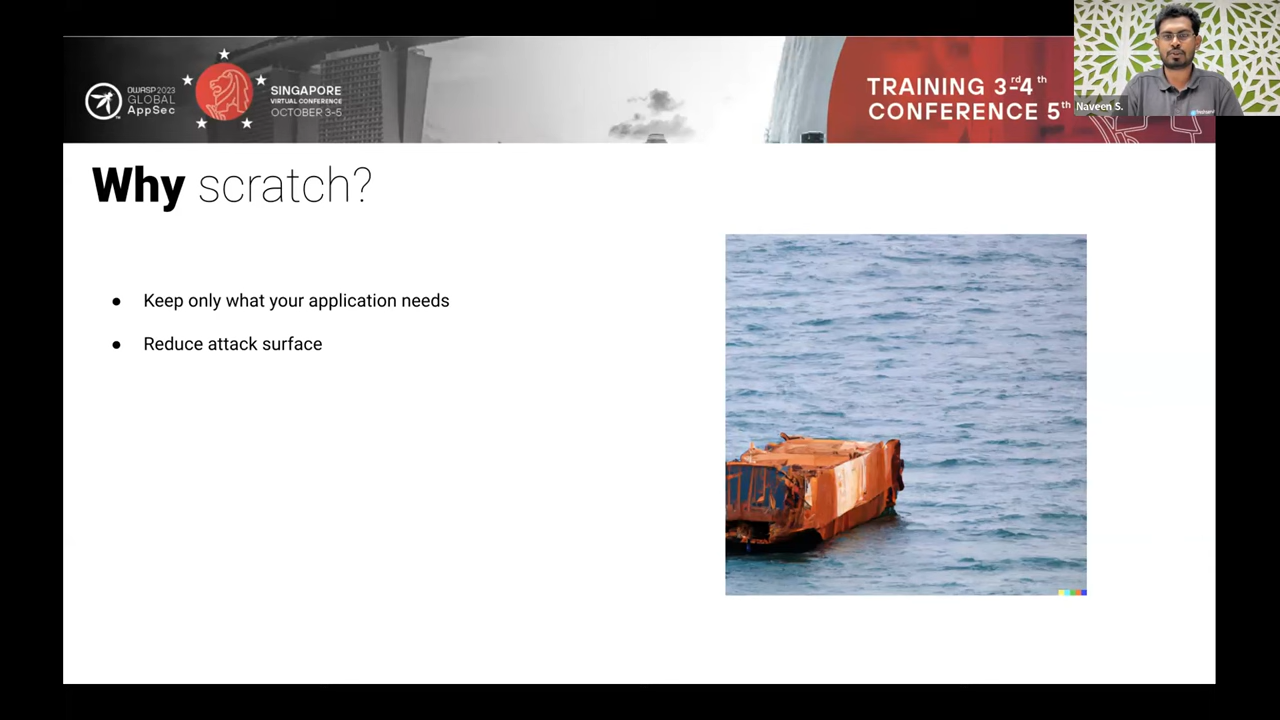 OWASP 2023
GLOBAL
AppSec
SINGAPORE
VIRTUAL CONFERENCE
OCTOBER 3-5
TRAINING 3rd-4th
CONFERENCE 5th
Naveen S.
Why scratch?
● Keep only what your application needs
● Reduce attack surface